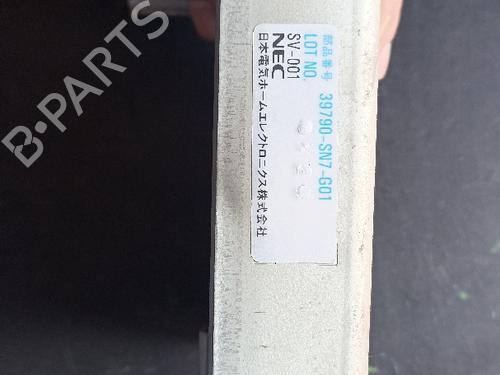 部品番号 39790-SN7-G01
LOT NO.
SV-001
NEC
日本電気ホームエレクトロニクス株式会社
B-PARTS